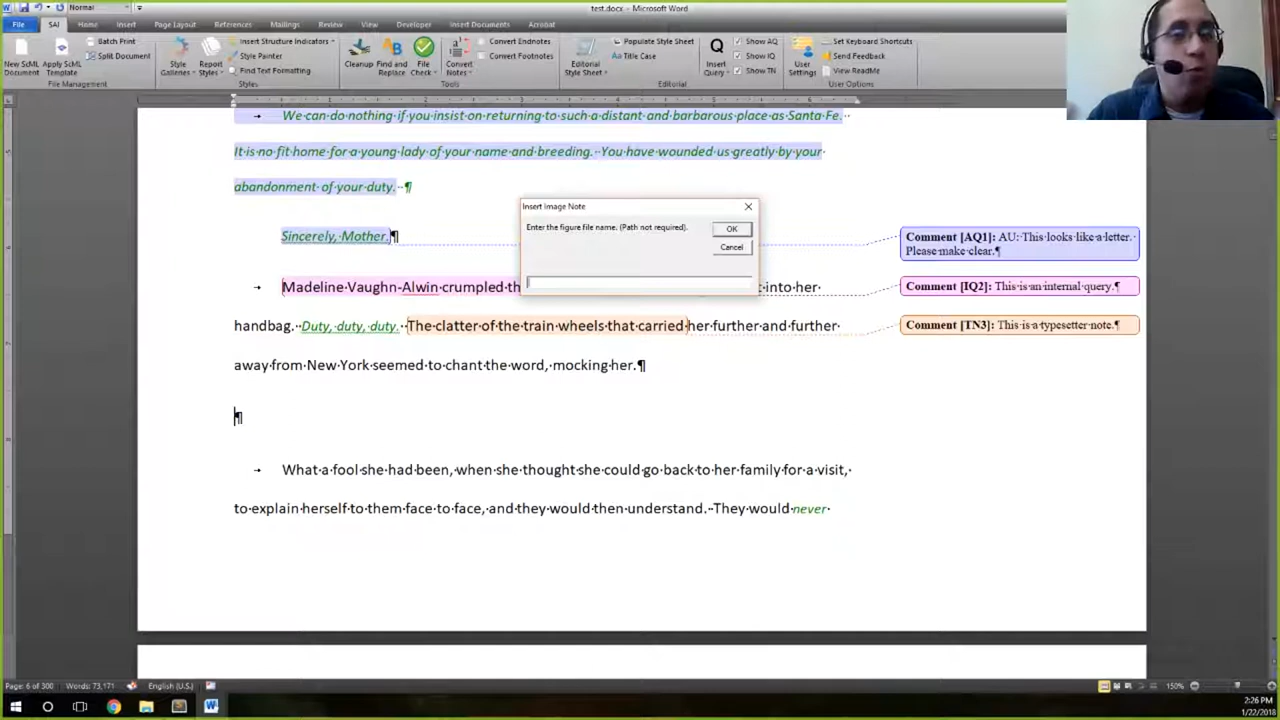 Normal
test.docx - Microsoft Word
File SAI Home Insert Page Layout References Mailings Review View Developer Insert Documents Acrobat
New ScML Document
Apply ScML Template
Batch Print
Split Document
File Management
Style Galleries
Report Styles
Insert Structure Indicators
Style Painter
Find Text Formatting
Styles
Cleanup
Find and Replace
File Check
Convert Notes
Convert Endnotes
Convert Footnotes
Editorial Style Sheet
Populate Style Sheet
Title Case
Editorial
Insert Query
Show AQ
Show IQ
Show TN
User Settings
Set Keyboard Shortcuts
Send Feedback
View ReadMe
User Options
1 2 3 4 5 6
We can do nothing if you insist on returning to such a distant and barbarous place as Santa Fe.
It is no fit home for a young lady of your name and breeding. You have wounded us greatly by your
abandonment of your duty. ¶
Sincerely, Mother.¶
Madeline Vaughn-Alwin crumpled th
into her
handbag. Duty, duty, duty. The clatter of the train wheels that carried her further and further
away from New York seemed to chant the word, mocking her.¶
¶
What a fool she had been, when she thought she could go back to her family for a visit,
to explain herself to them face to face, and they would then understand. They would never
Insert Image Note
Enter the figure file name. (Path not required).
OK
Cancel
Comment [AQ1]: AU: This looks like a letter.
Please make clear.¶
Comment [IQ2]: This is an internal query.¶
Comment [TN3]: This is a typesetter note.¶
Page: 6 of 300 Words: 73,171 English (U.S.) 150%
2:26 PM
1/22/2018